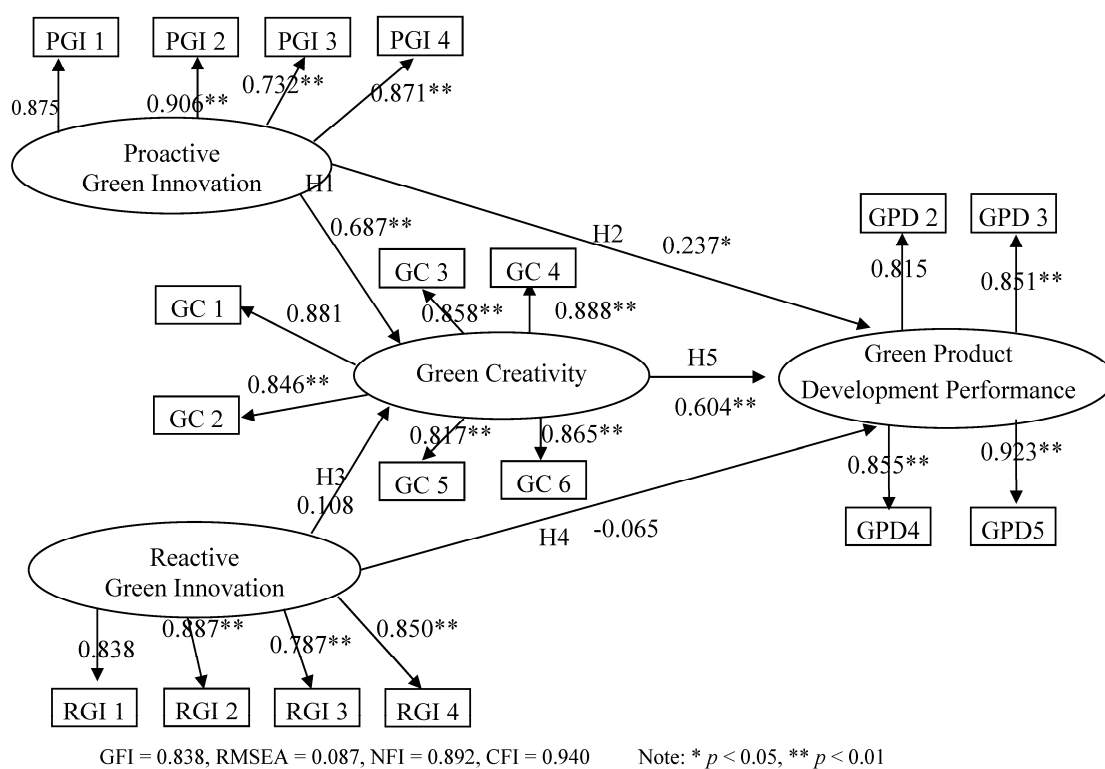 PGI 1
PGI 2
PGI 3
PGI 4
0.875
0.906**
0.732**
0.871**
Proactive
Green Innovation
H1
0.687**
H2
0.237*
GPD 2
GPD 3
0.815
0.851**
GC 3
GC 4
GC 1
0.881
0.858**
0.888**
Green Creativity
H5
0.604**
Green Product
Development Performance
0.846**
GC 2
0.817**
0.865**
GC 5
GC 6
H3
0.108
H4
-0.065
0.855**
0.923**
GPD4
GPD5
Reactive
Green Innovation
0.838
0.887**
0.787**
0.850**
RGI 1
RGI 2
RGI 3
RGI 4
GFI = 0.838, RMSEA = 0.087, NFI = 0.892, CFI = 0.940 Note: * p < 0.05, ** p < 0.01